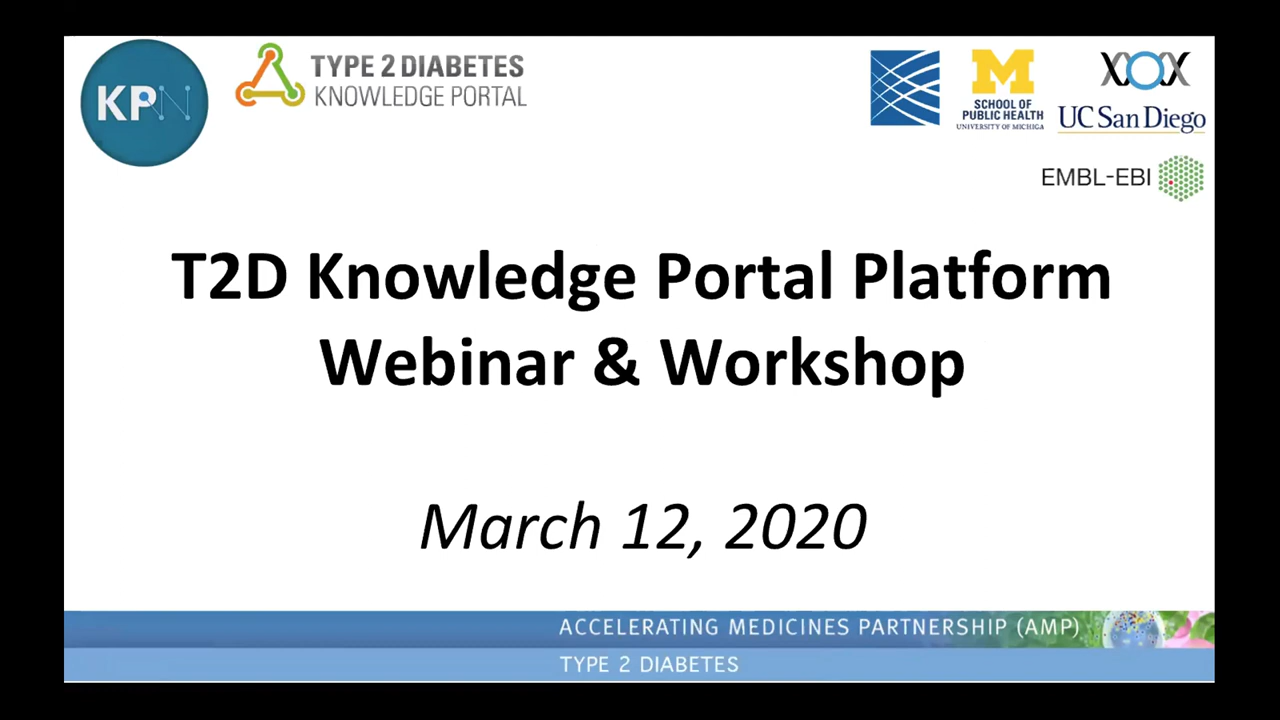 KPN
TYPE 2 DIABETES
KNOWLEDGE PORTAL
M
SCHOOL OF
PUBLIC HEALTH
UNIVERSITY OF MICHIGA
UC San Diego
EMBL-EBI
T2D Knowledge Portal Platform
Webinar & Workshop
March 12, 2020
ACCELERATING MEDICINES PARTNERSHIP (AMP)
TYPE 2 DIABETES